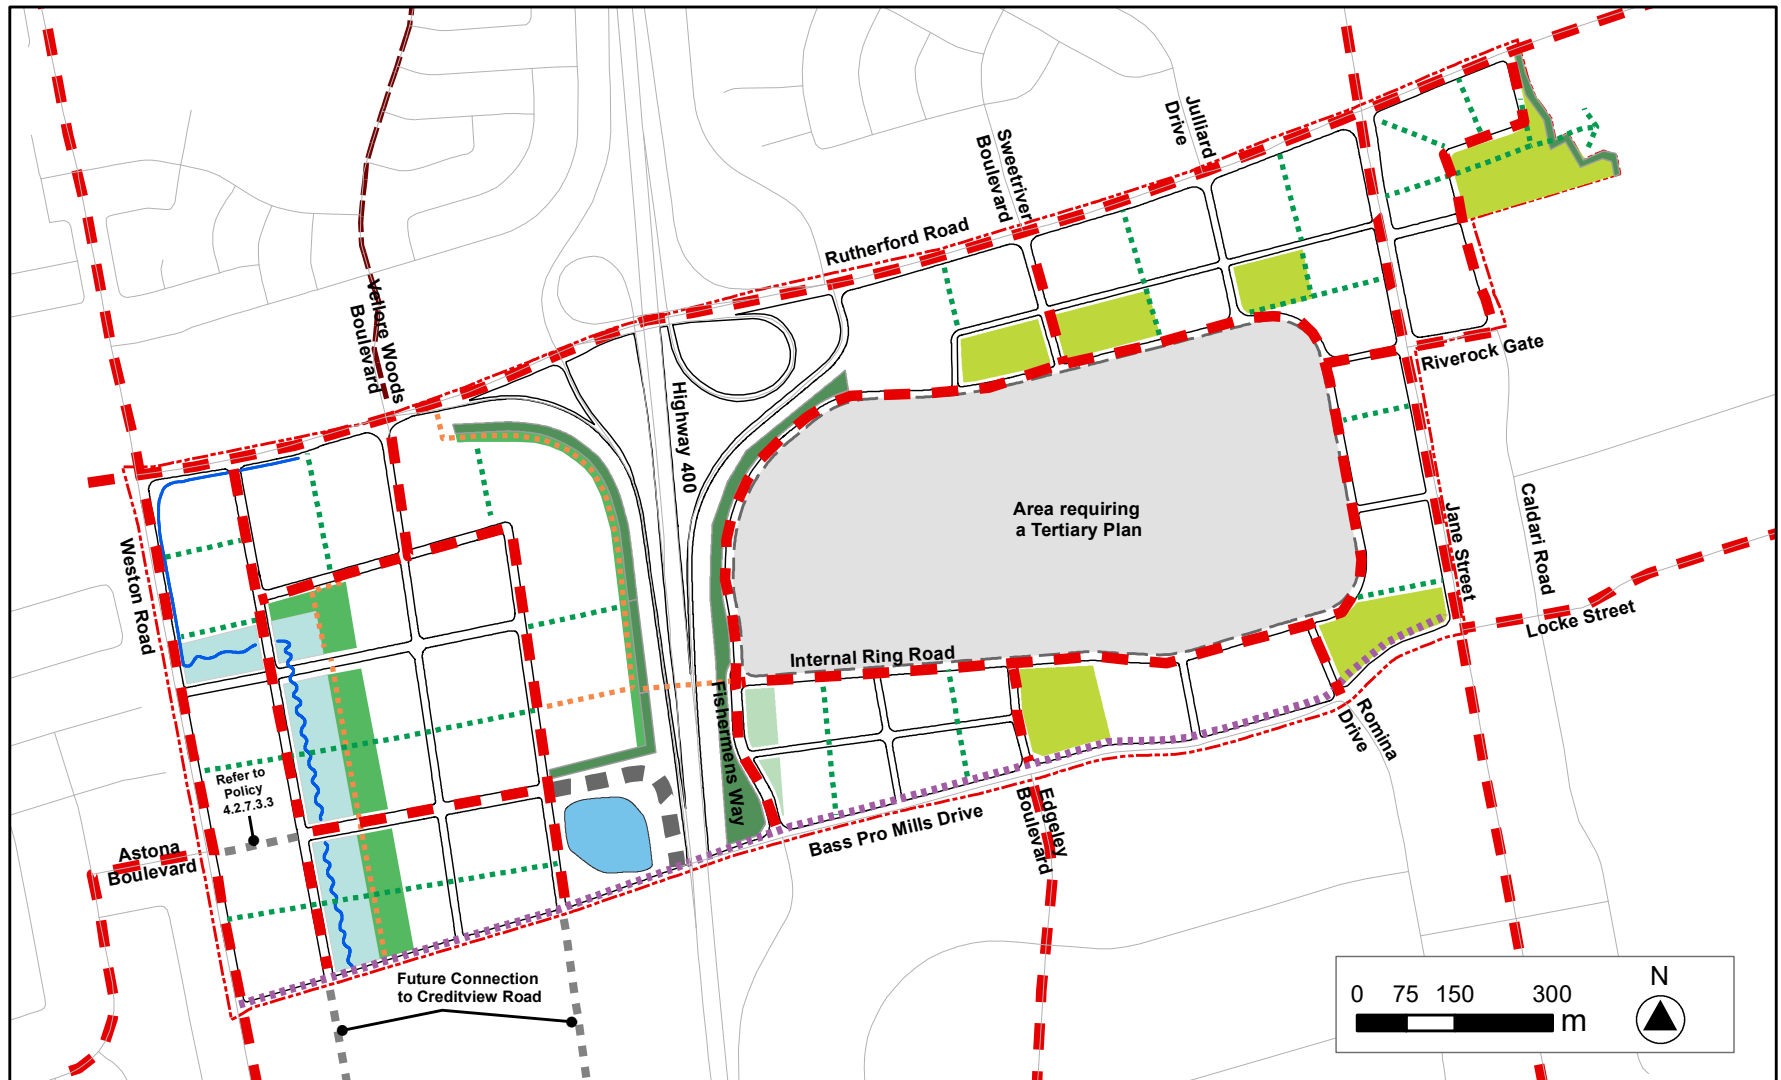 Julliard
Drive
Sweetriver
Boulevard
Rutherford Road
Vellore Woods
Boulevard
Riverock Gate
Highway 400
Area requiring
a Tertiary Plan
Weston Road
Jane Street
Caldari Road
Locke Street
Internal Ring Road
Fishermens Way
Romina
Drive
Refer to
Policy
4.2.7.3.3
Astona
Boulevard
Bass Pro Mills Drive
Edgeley
Boulevard
Future Connection
to Creditview Road
N
0 75 150 300
m